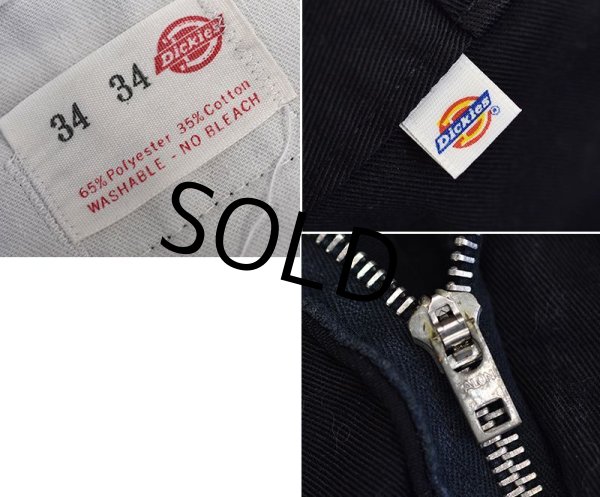 34 34 Dickies
65% Polyester 35% Cotton
WASHABLE - NO BLEACH
Dickies
SOLD